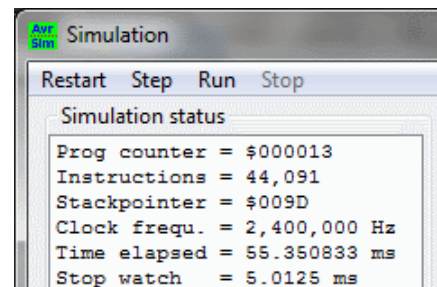 Avr Sim Simulation
Restart Step Run Stop
Simulation status
Prog counter = $000013
Instructions = 44,091
Stackpointer = $009D
Clock frequ. = 2,400,000 Hz
Time elapsed = 55.350833 ms
Stop watch = 5.0125 ms